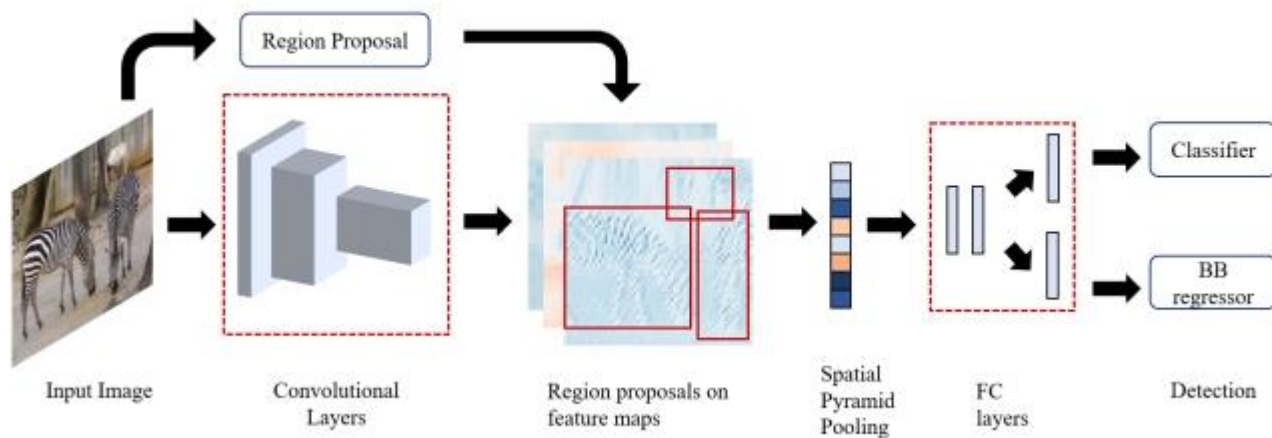 Region Proposal
Classifier
BB
regressor
Input Image
Convolutional
Layers
Region proposals on
feature maps
Spatial
Pyramid
Pooling
FC
layers
Detection